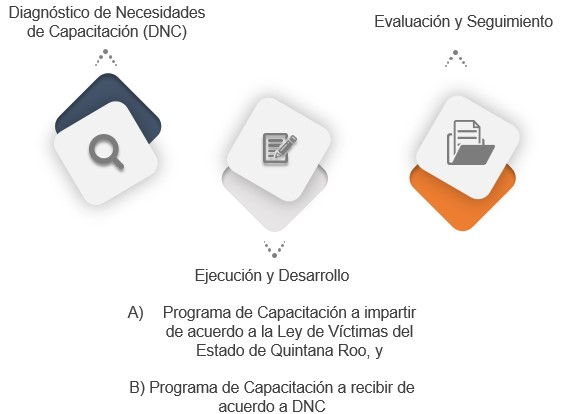 Diagnóstico de Necesidades
de Capacitación (DNC)
Evaluación y Seguimiento
Ejecución y Desarrollo
A) Programa de Capacitación a impartir
de acuerdo a la Ley de Víctimas del
Estado de Quintana Roo, y
B) Programa de Capacitación a recibir de
acuerdo a DNC